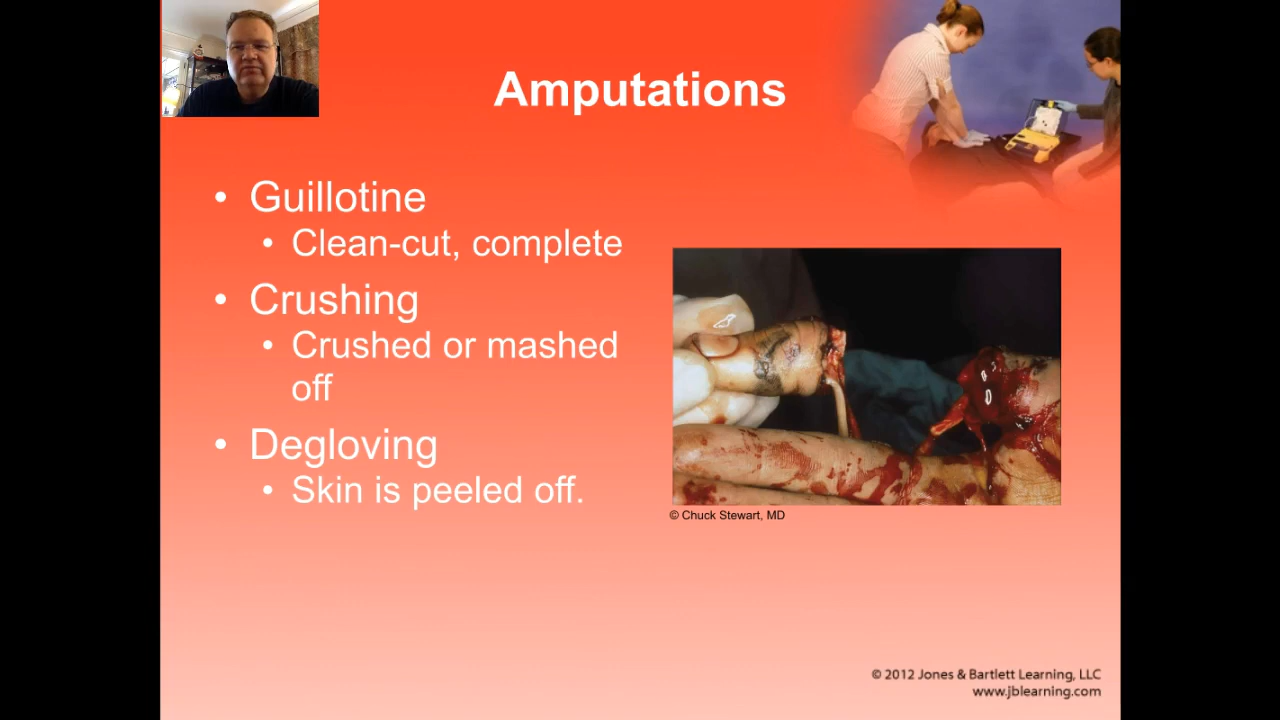 Amputations
• Guillotine
• Clean-cut, complete
• Crushing
• Crushed or mashed
off
• Degloving
• Skin is peeled off.
© Chuck Stewart, MD
© 2012 Jones & Bartlett Learning, LLC
www.jblearning.com